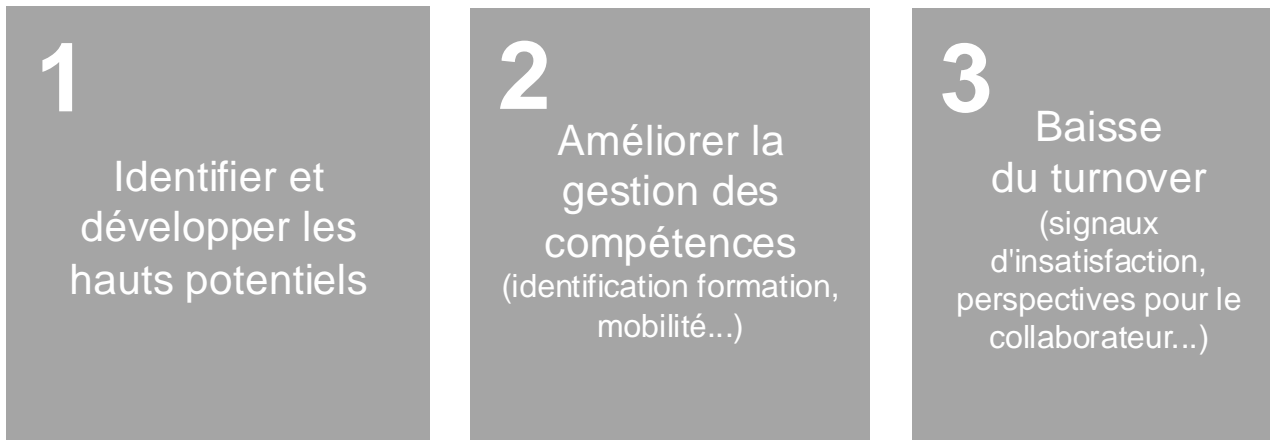 1
Identifier et
développer les
hauts potentiels
2
Améliorer la
gestion des
compétences
(identification formation,
mobilité...)
3
Baisse
du turnover
(signaux
d'insatisfaction,
perspectives pour le
collaborateur...)